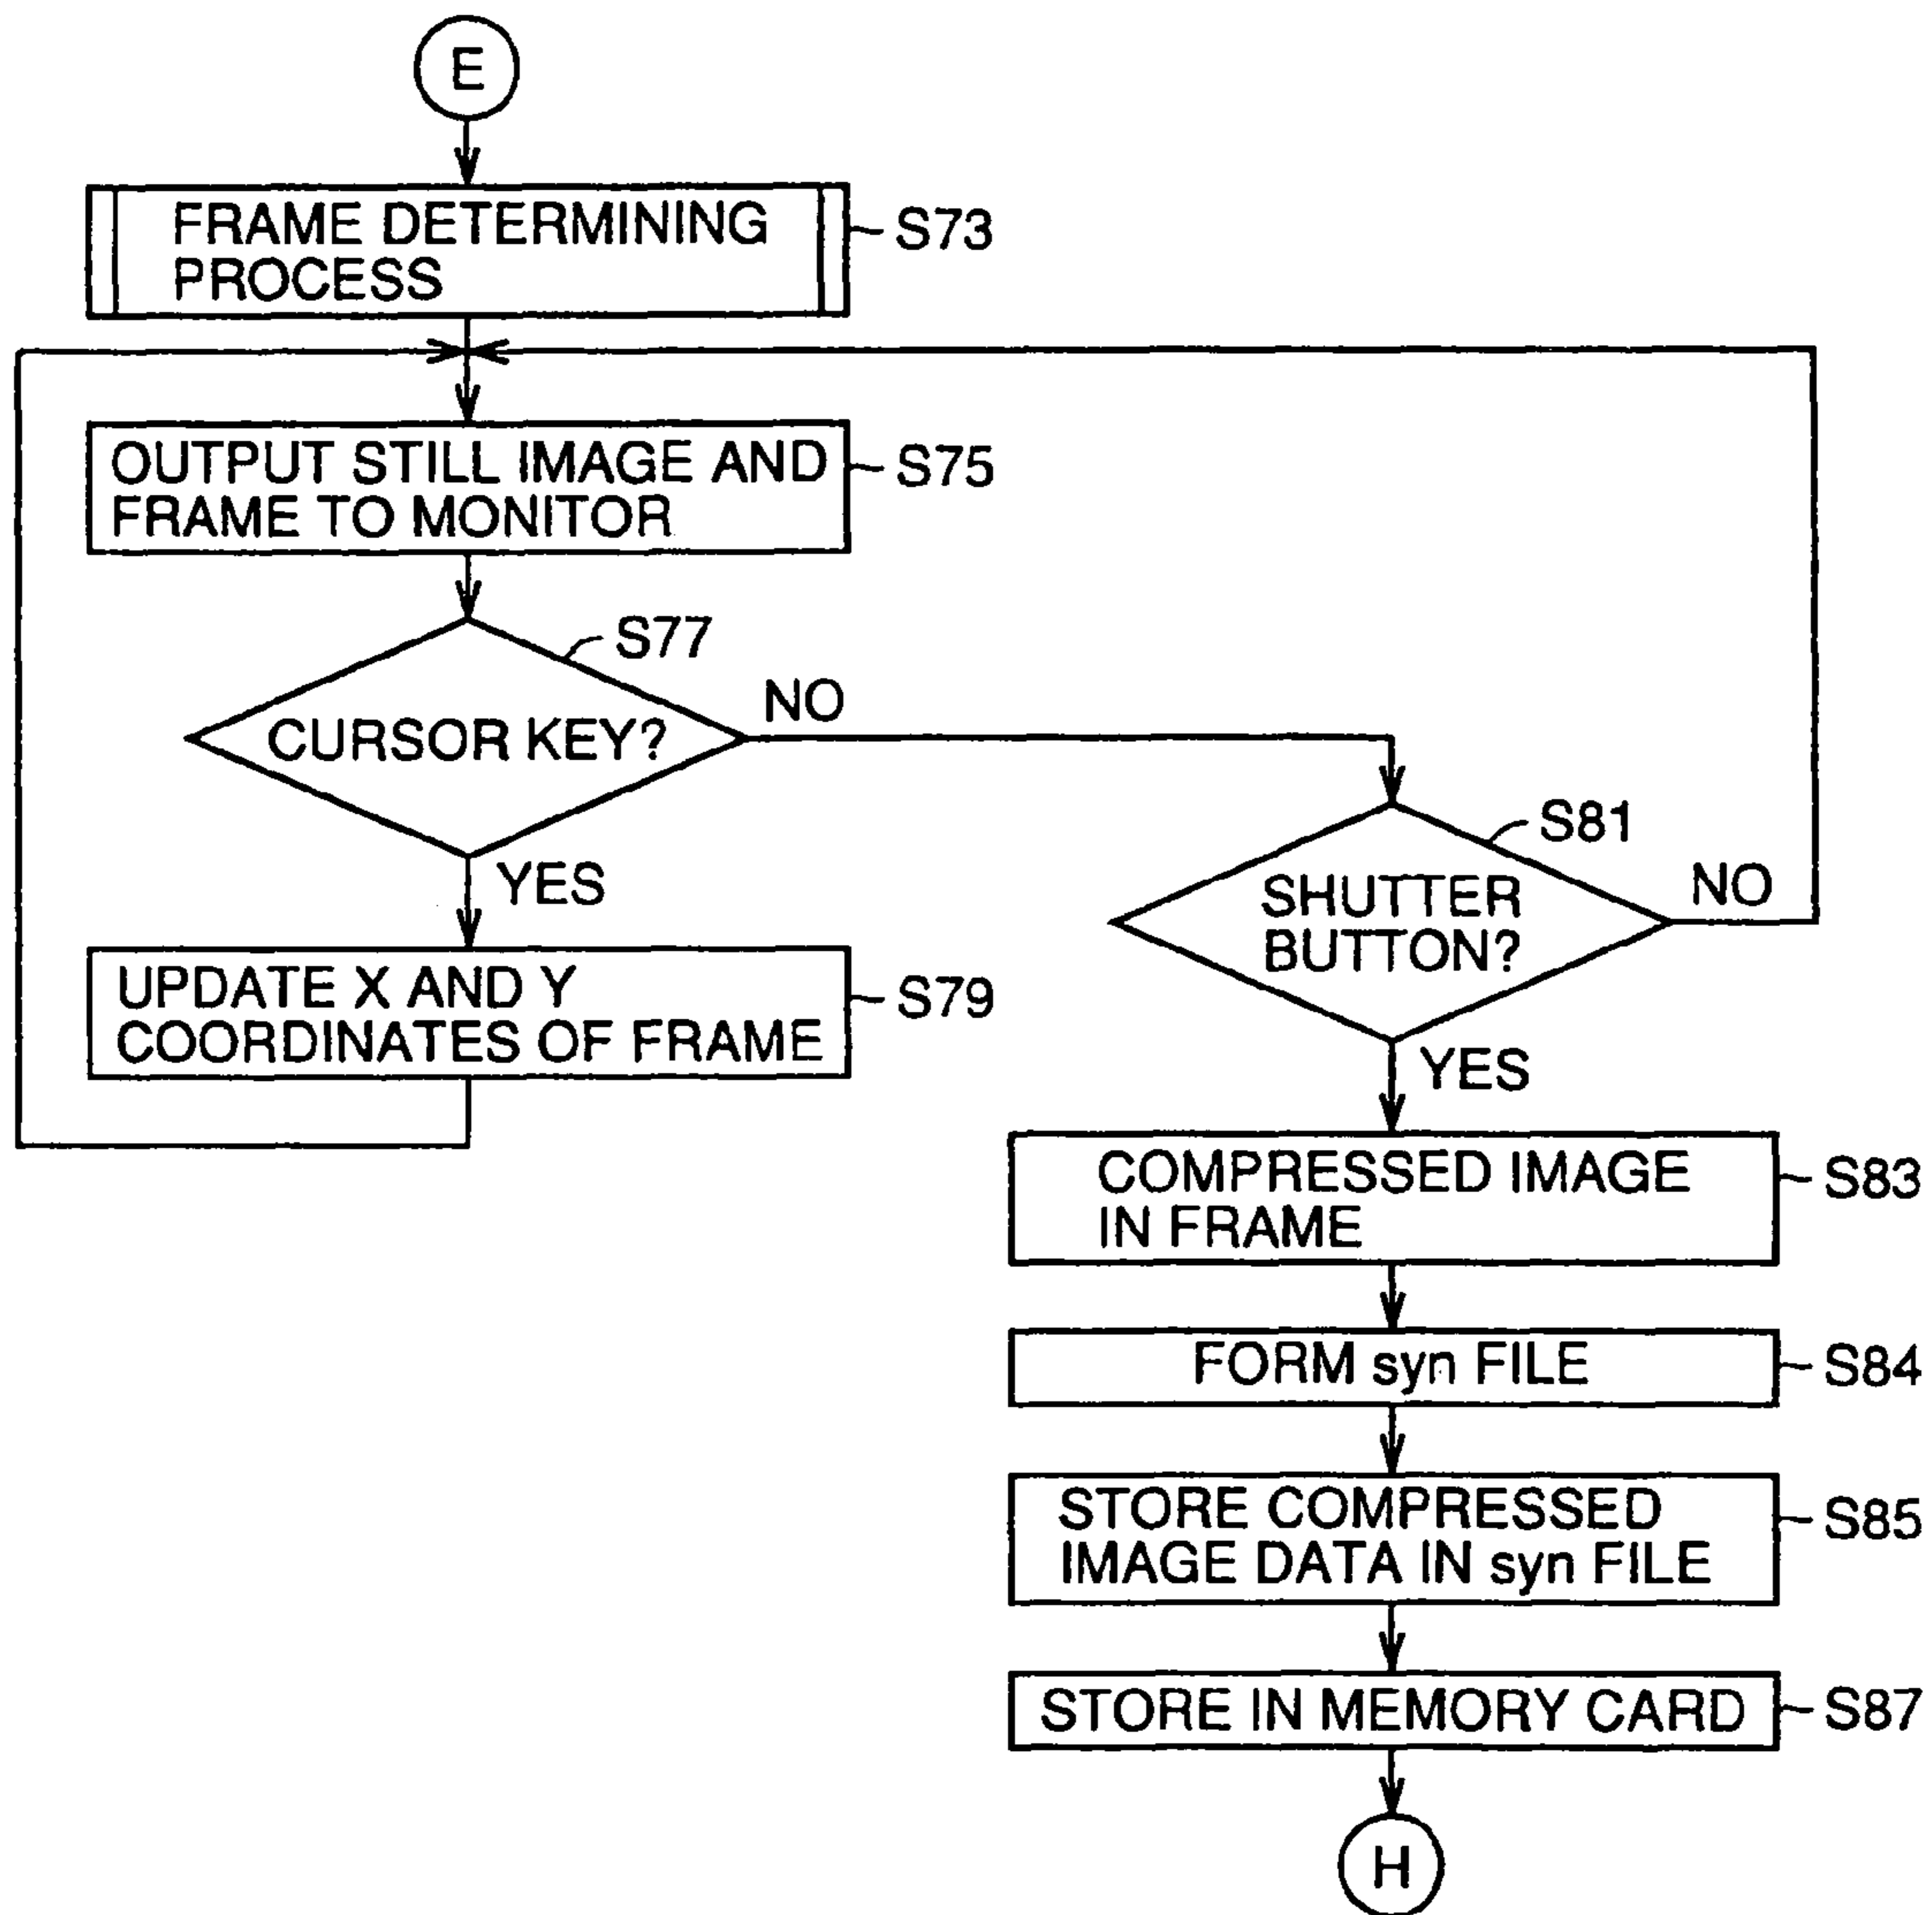 E
FRAME DETERMINING
PROCESS
S73
OUTPUT STILL IMAGE AND
FRAME TO MONITOR
S75
S77
CURSOR KEY?
NO
YES
UPDATE X AND Y
COORDINATES OF FRAME
S79
S81
SHUTTER
BUTTON?
NO
YES
COMPRESSED IMAGE
IN FRAME
S83
FORM syn FILE
S84
STORE COMPRESSED
IMAGE DATA IN syn FILE
S85
STORE IN MEMORY CARD
S87
H